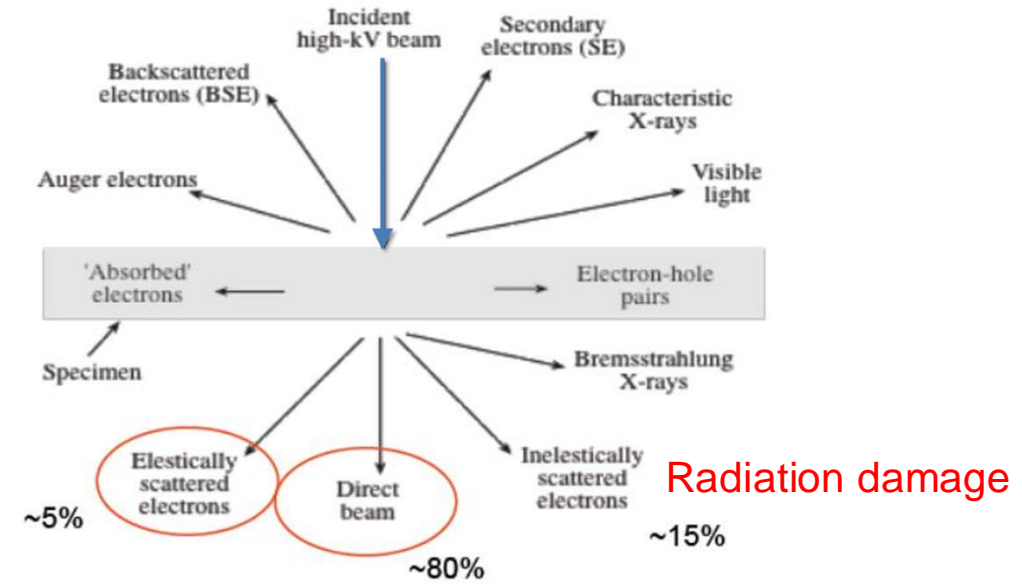 Incident
high-kV beam
Secondary
electrons (SE)
Backscattered
electrons (BSE)
Characteristic
X-rays
Auger electrons
Visible
light
'Absorbed'
electrons
Electron-hole
pairs
Specimen
Bremsstrahlung
X-rays
Elestically
scattered
electrons
Direct
beam
Inelestically
scattered
electrons
Radiation damage
~5%
~80%
~15%